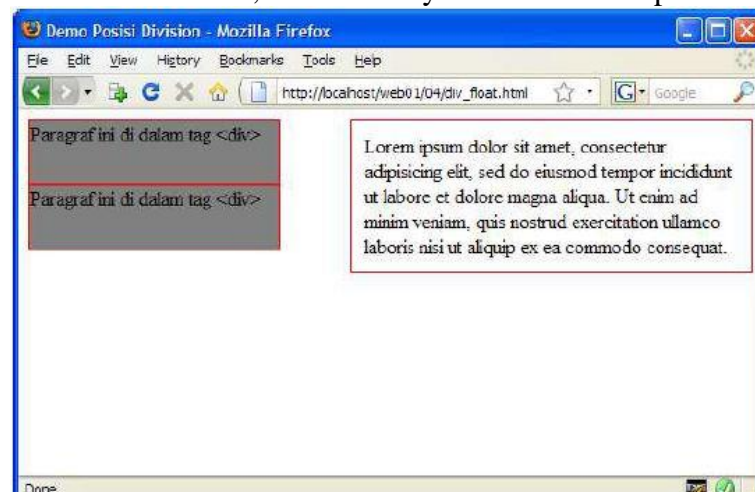 Demo Posisi Division - Mozilla Firefox
File Edit View History Bookmarks Tools Help
http://localhost/web01/04/div_float.html
G Google
Paragraf ini di dalam tag <div>
Paragraf ini di dalam tag <div>
Lorem ipsum dolor sit amet, consectetur
adipisicing elit, sed do eiusmod tempor incididunt
ut labore et dolore magna aliqua. Ut enim ad
minim veniam, quis nostrud exercitation ullamco
laboris nisi ut aliquip ex ea commodo consequat.
Done